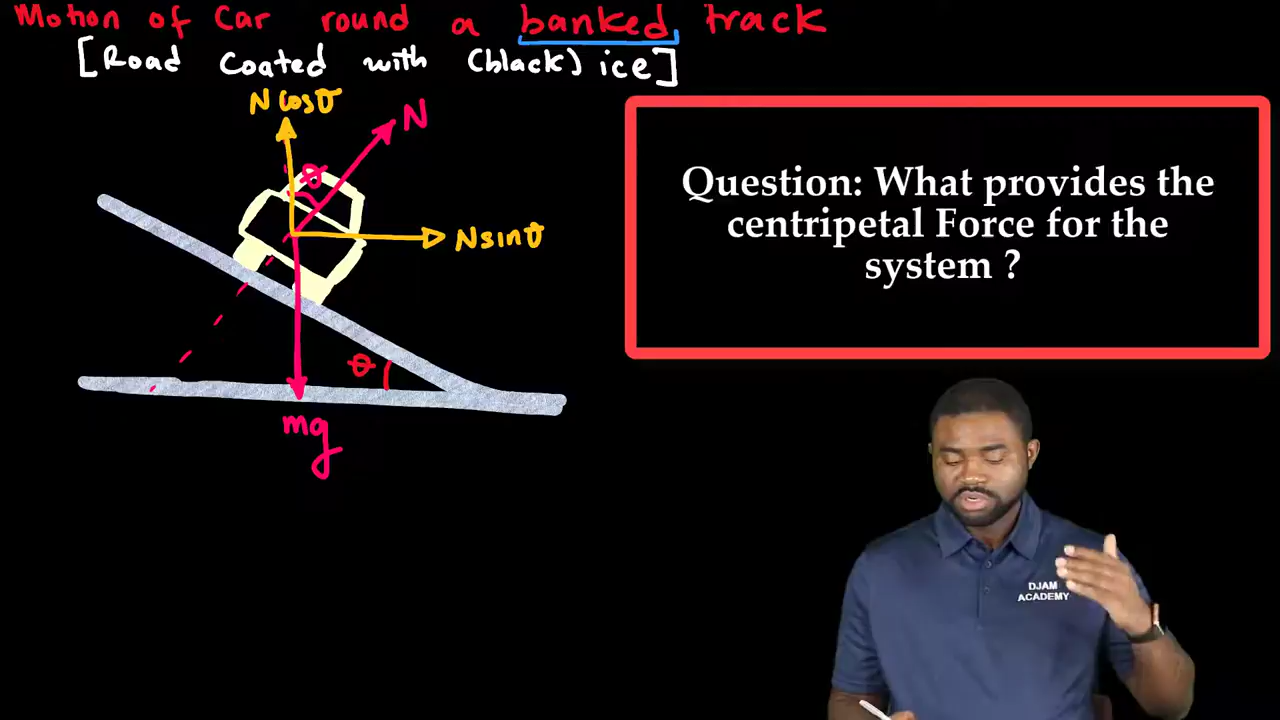 Motion of Car round a banked track
[Road Coated with (black) ice]
N cosθ
N
θ
N sinθ
θ
mg
Question: What provides the
centripetal Force for the
system ?
DJAM
ACADEMY